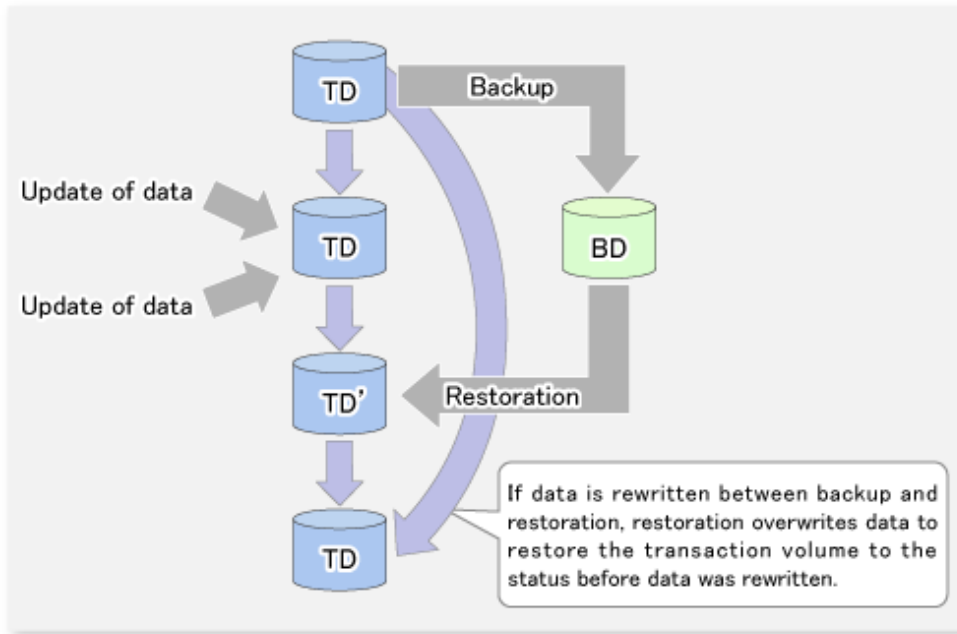 TD
Backup
Update of data
TD
BD
Update of data
TD’
Restoration
If data is rewritten between backup and
restoration, restoration overwrites data to
restore the transaction volume to the
status before data was rewritten.
TD